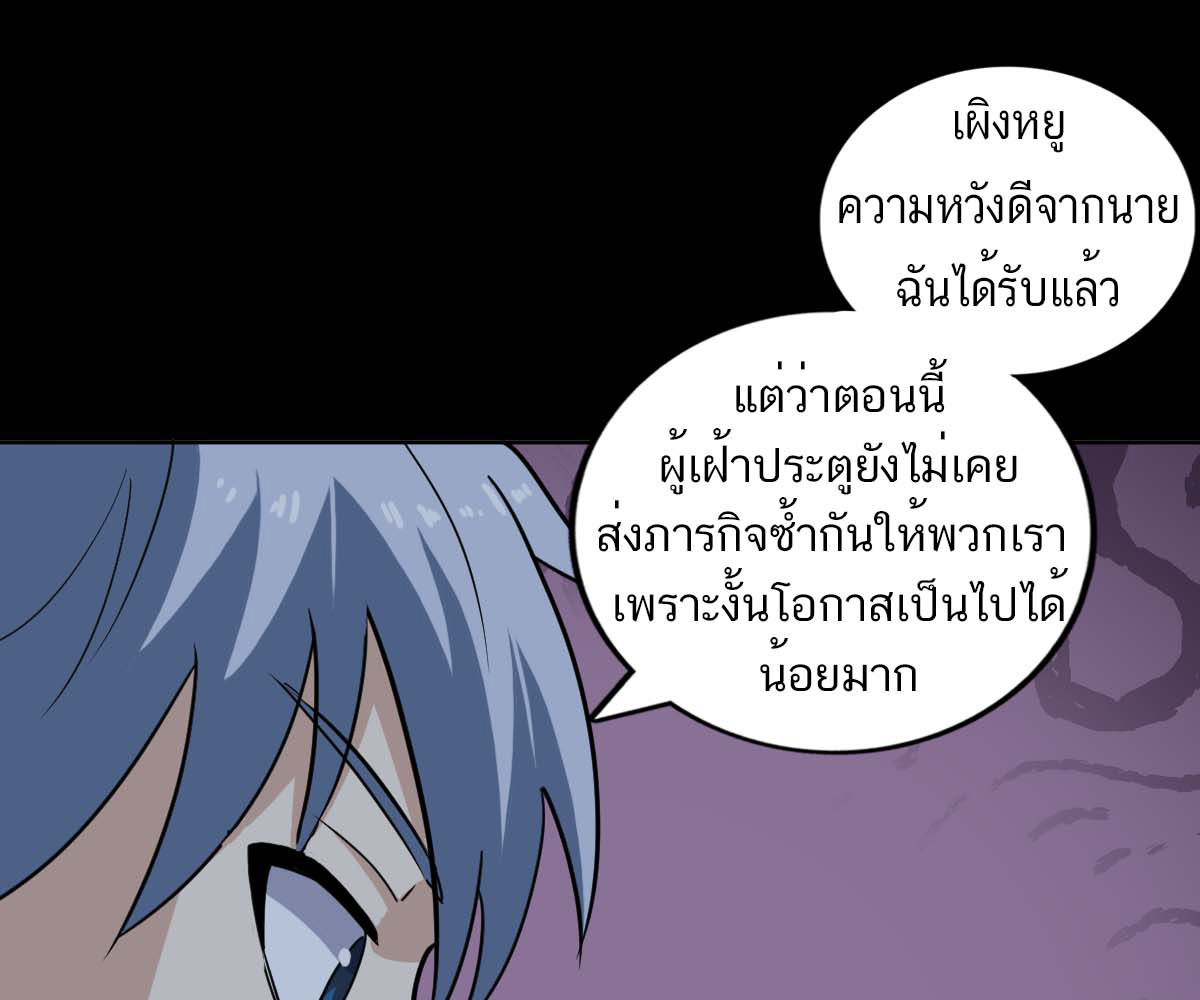 เผิงหยู
ความหวังดีจากนาย
ฉันได้รับแล้ว
แต่ว่าตอนนี้
ผู้เฝ้าประตูยังไม่เคย
ส่งภารกิจซ้ำกันให้พวกเรา
เพราะงั้นโอกาสเป็นไปได้
น้อยมาก